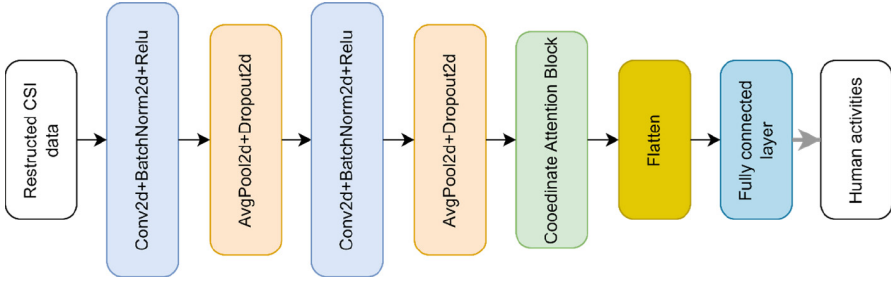 Restructed CSI
data
Conv2d+BatchNorm2d+Relu
AvgPool2d+Dropout2d
Conv2d+BatchNorm2d+Relu
AvgPool2d+Dropout2d
Cooedinate Attention Block
Flatten
Fully connected
layer
Human activities